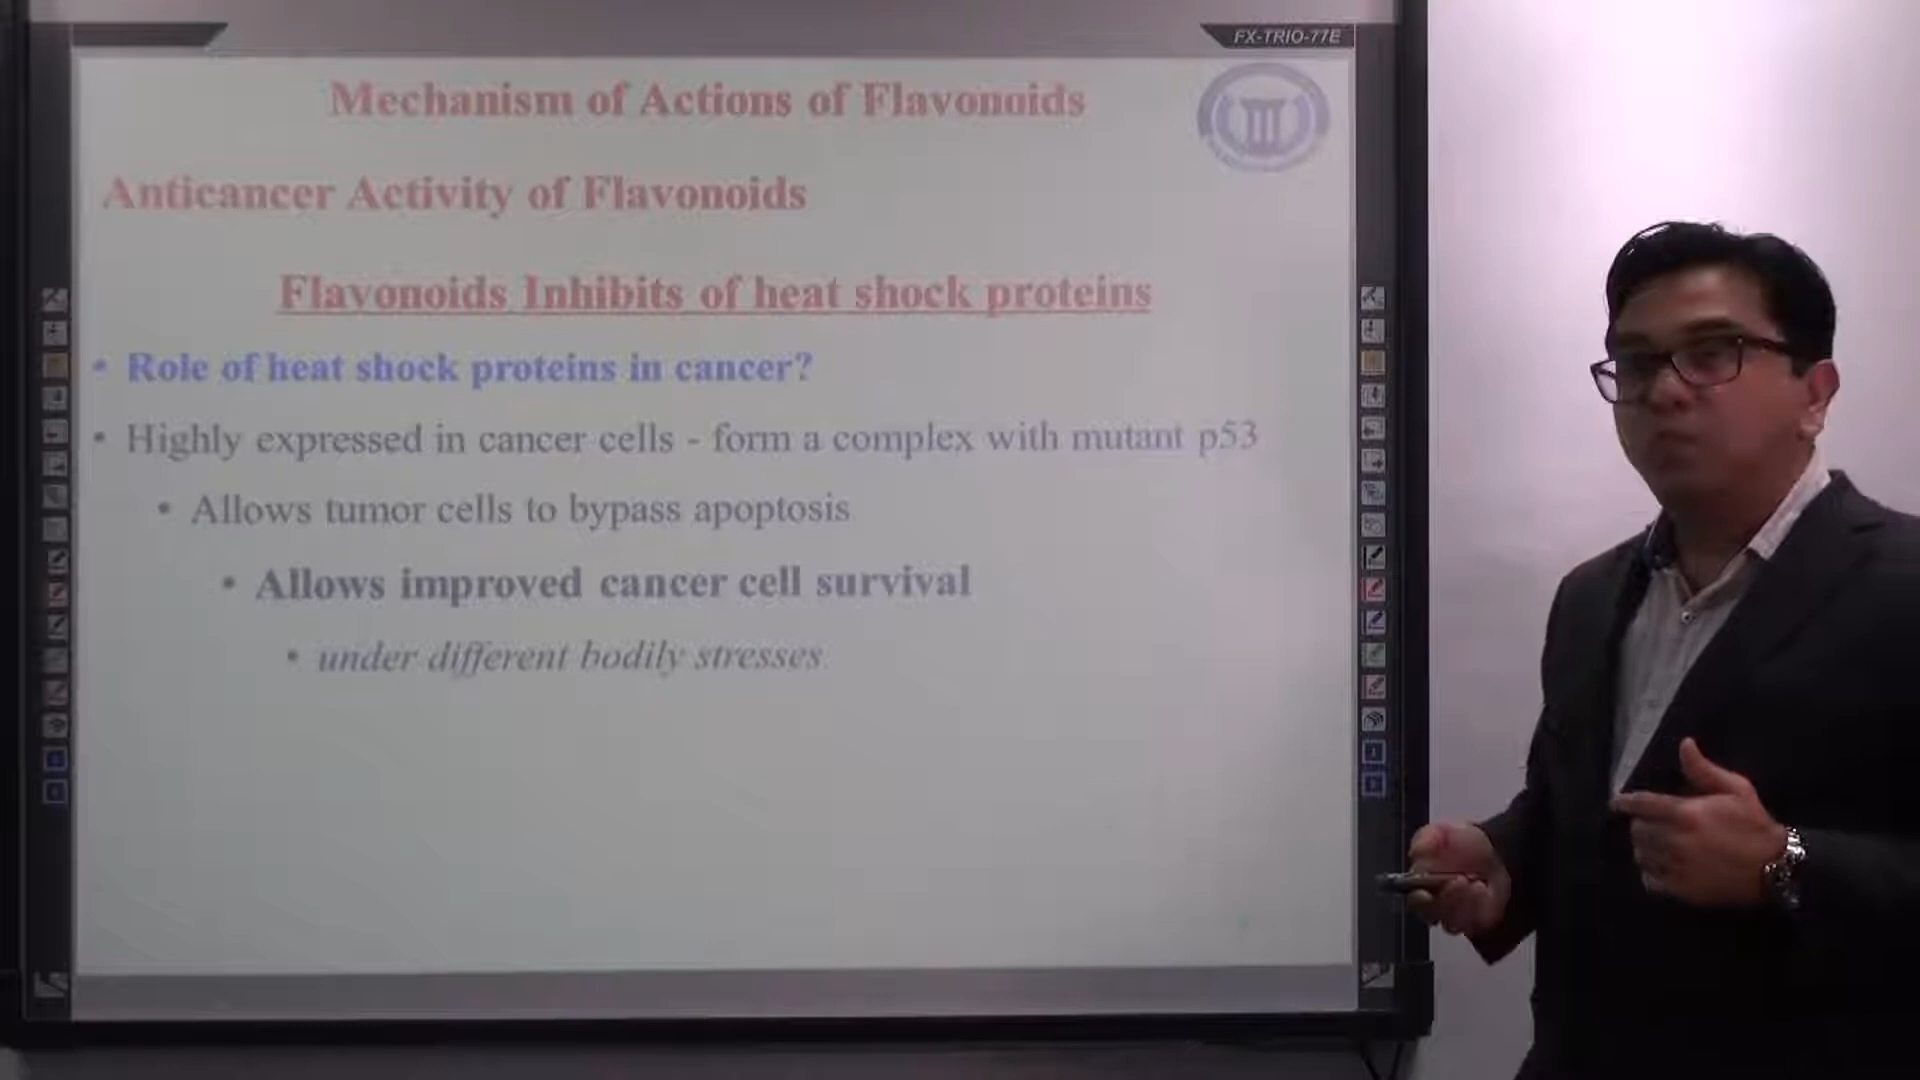 FX-TRIO-77E
Mechanism of Actions of Flavonoids
Anticancer Activity of Flavonoids
Flavonoids Inhibits of heat shock proteins
• Role of heat shock proteins in cancer?
• Highly expressed in cancer cells - form a complex with mutant p53
• Allows tumor cells to bypass apoptosis
• Allows improved cancer cell survival
• under different bodily stresses